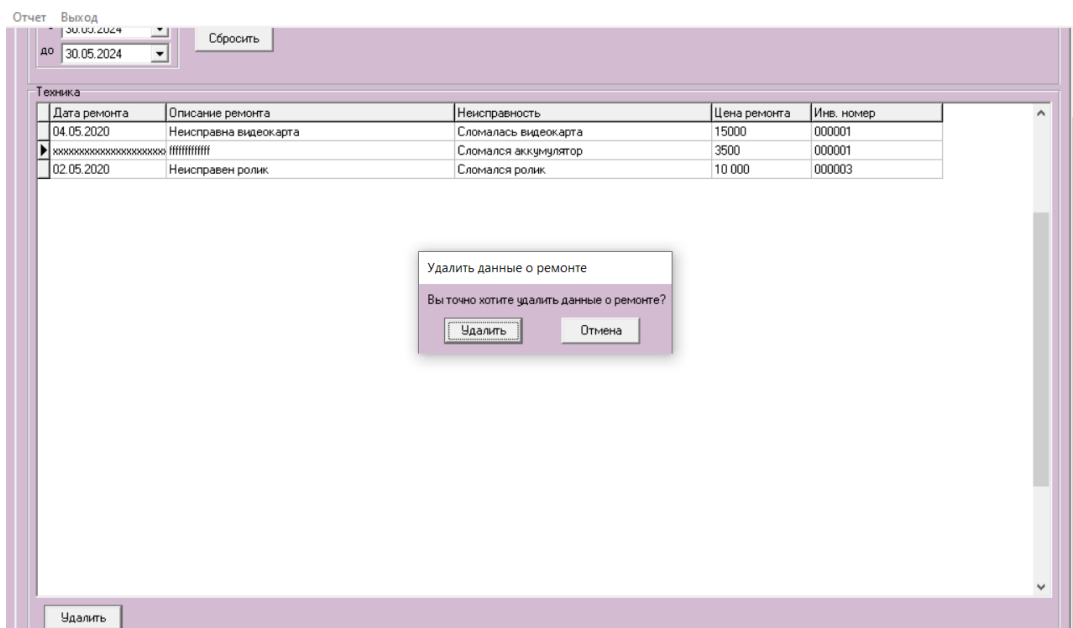 Отчет Выход
30.05.2024
Сбросить
до 30.05.2024
Техника
Дата ремонта Описание ремонта Неисправность Цена ремонта Инв. номер
04.05.2020 Неисправна видеокарта Сломалась видеокарта 15000 000001
xxxxxxxxxxxxxxxxxxxxxx fffffffffffff Сломался аккумулятор 3500 000001
02.05.2020 Неисправен ролик Сломался ролик 10 000 000003
Удалить данные о ремонте
Вы точно хотите удалить данные о ремонте?
Удалить Отмена
Удалить